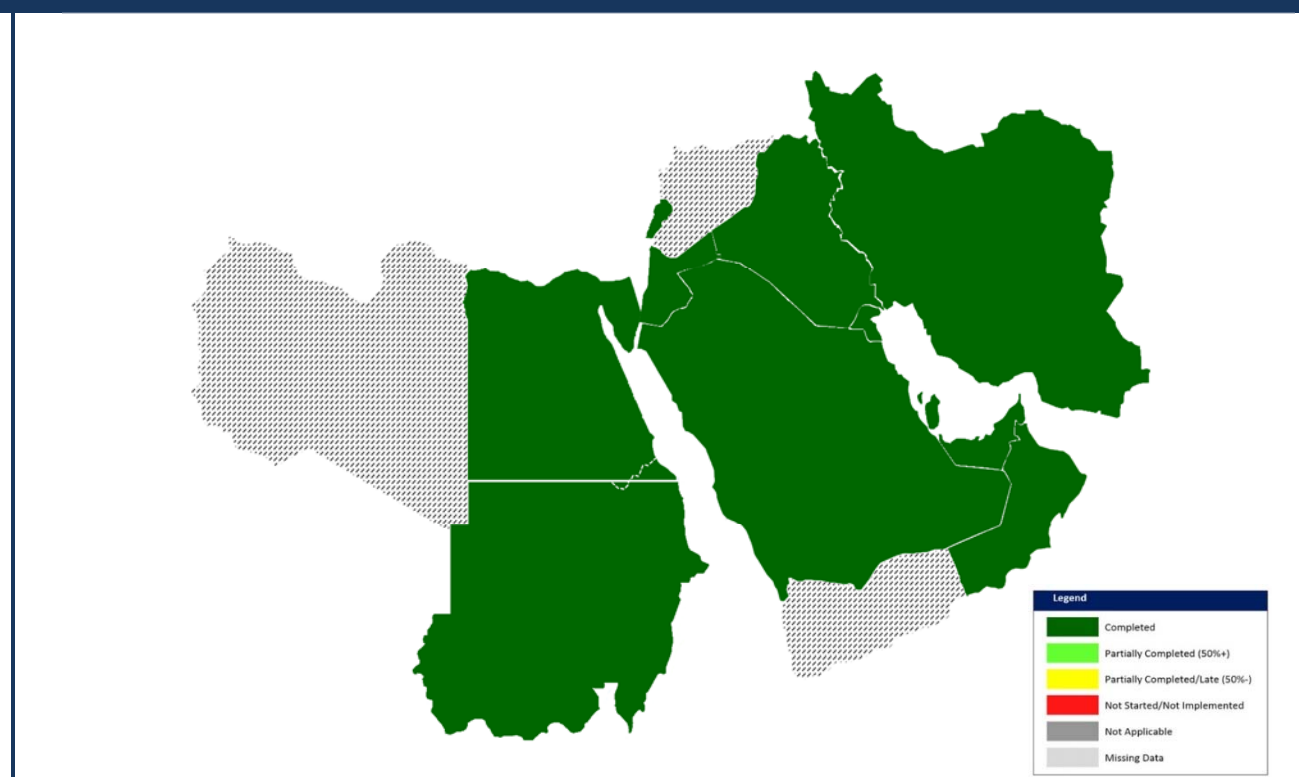 Legend
Completed
Partially Completed (50%+)
Partially Completed/Late (50%-)
Not Started/Not Implemented
Not Applicable
Missing Data